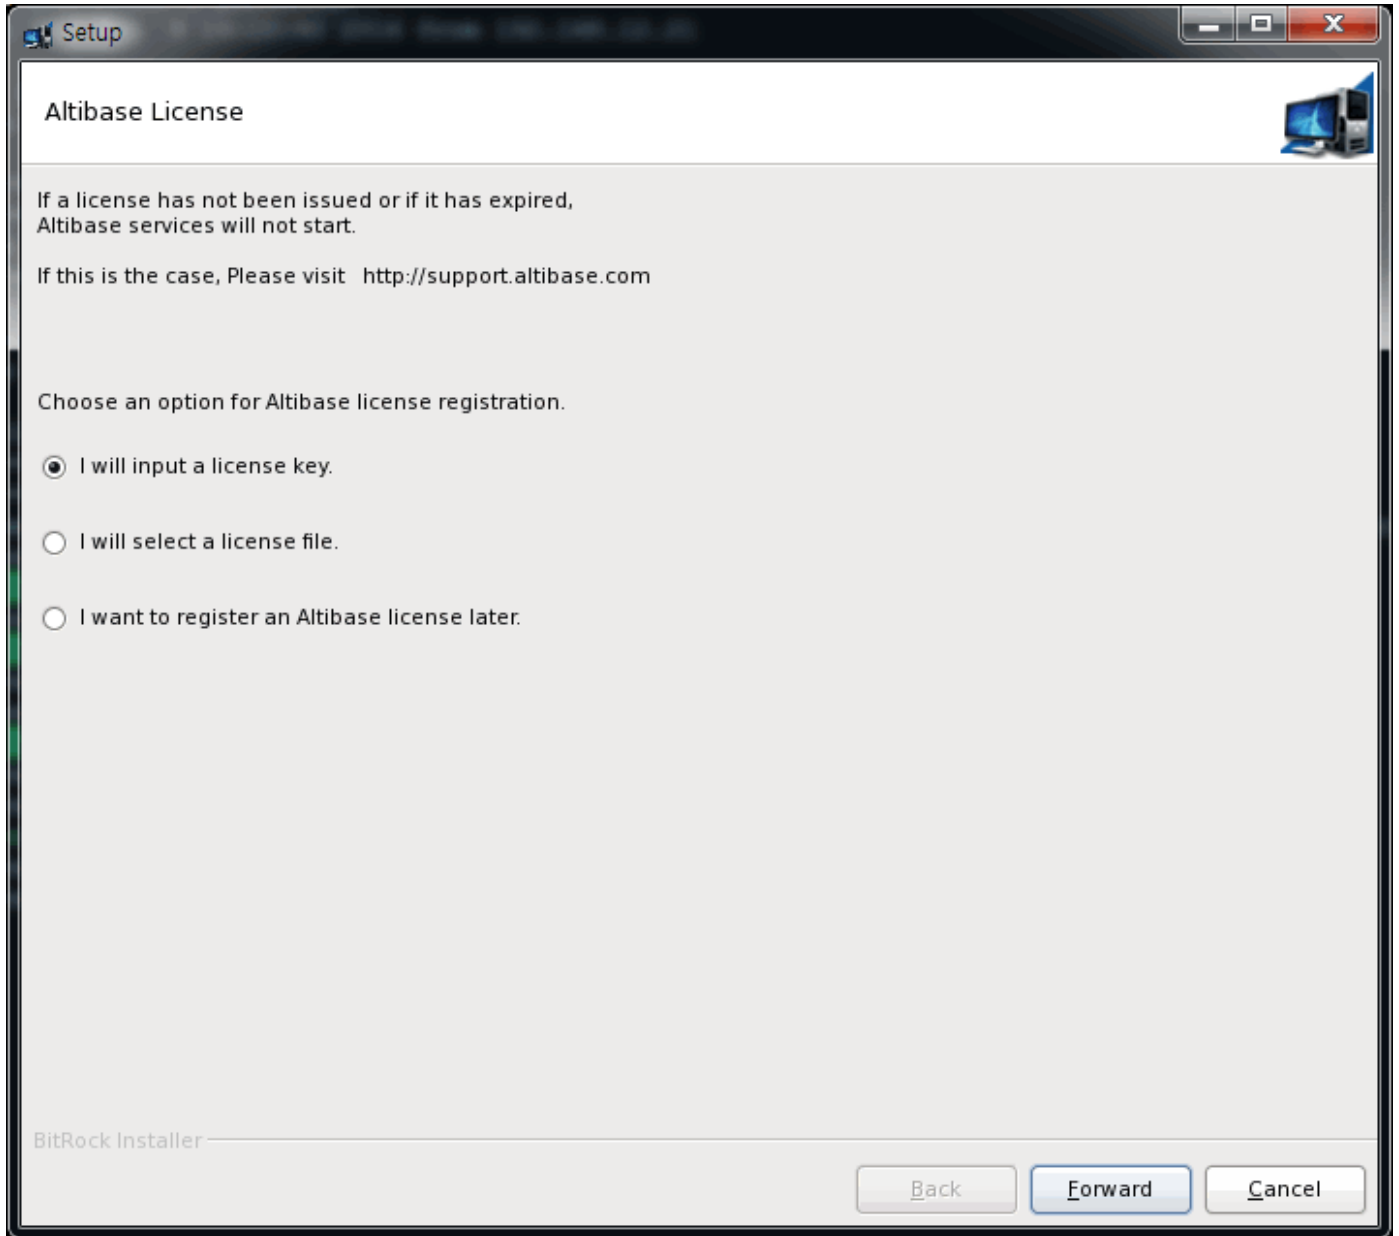 Setup
Altibase License
If a license has not been issued or if it has expired,
Altibase services will not start.
If this is the case, Please visit http://support.altibase.com
Choose an option for Altibase license registration.
I will input a license key.
I will select a license file.
I want to register an Altibase license later.
BitRock Installer
Back
Forward
Cancel